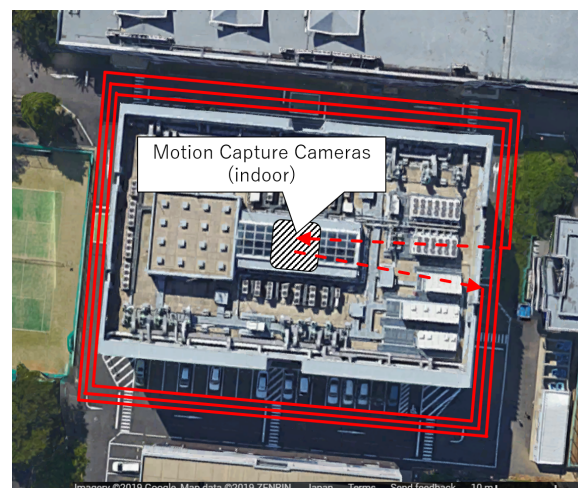 Motion Capture Cameras
(indoor)
Imagery ©2019 Google, Map data ©2019 ZENRIN Japan Terms Send feedback 10 m